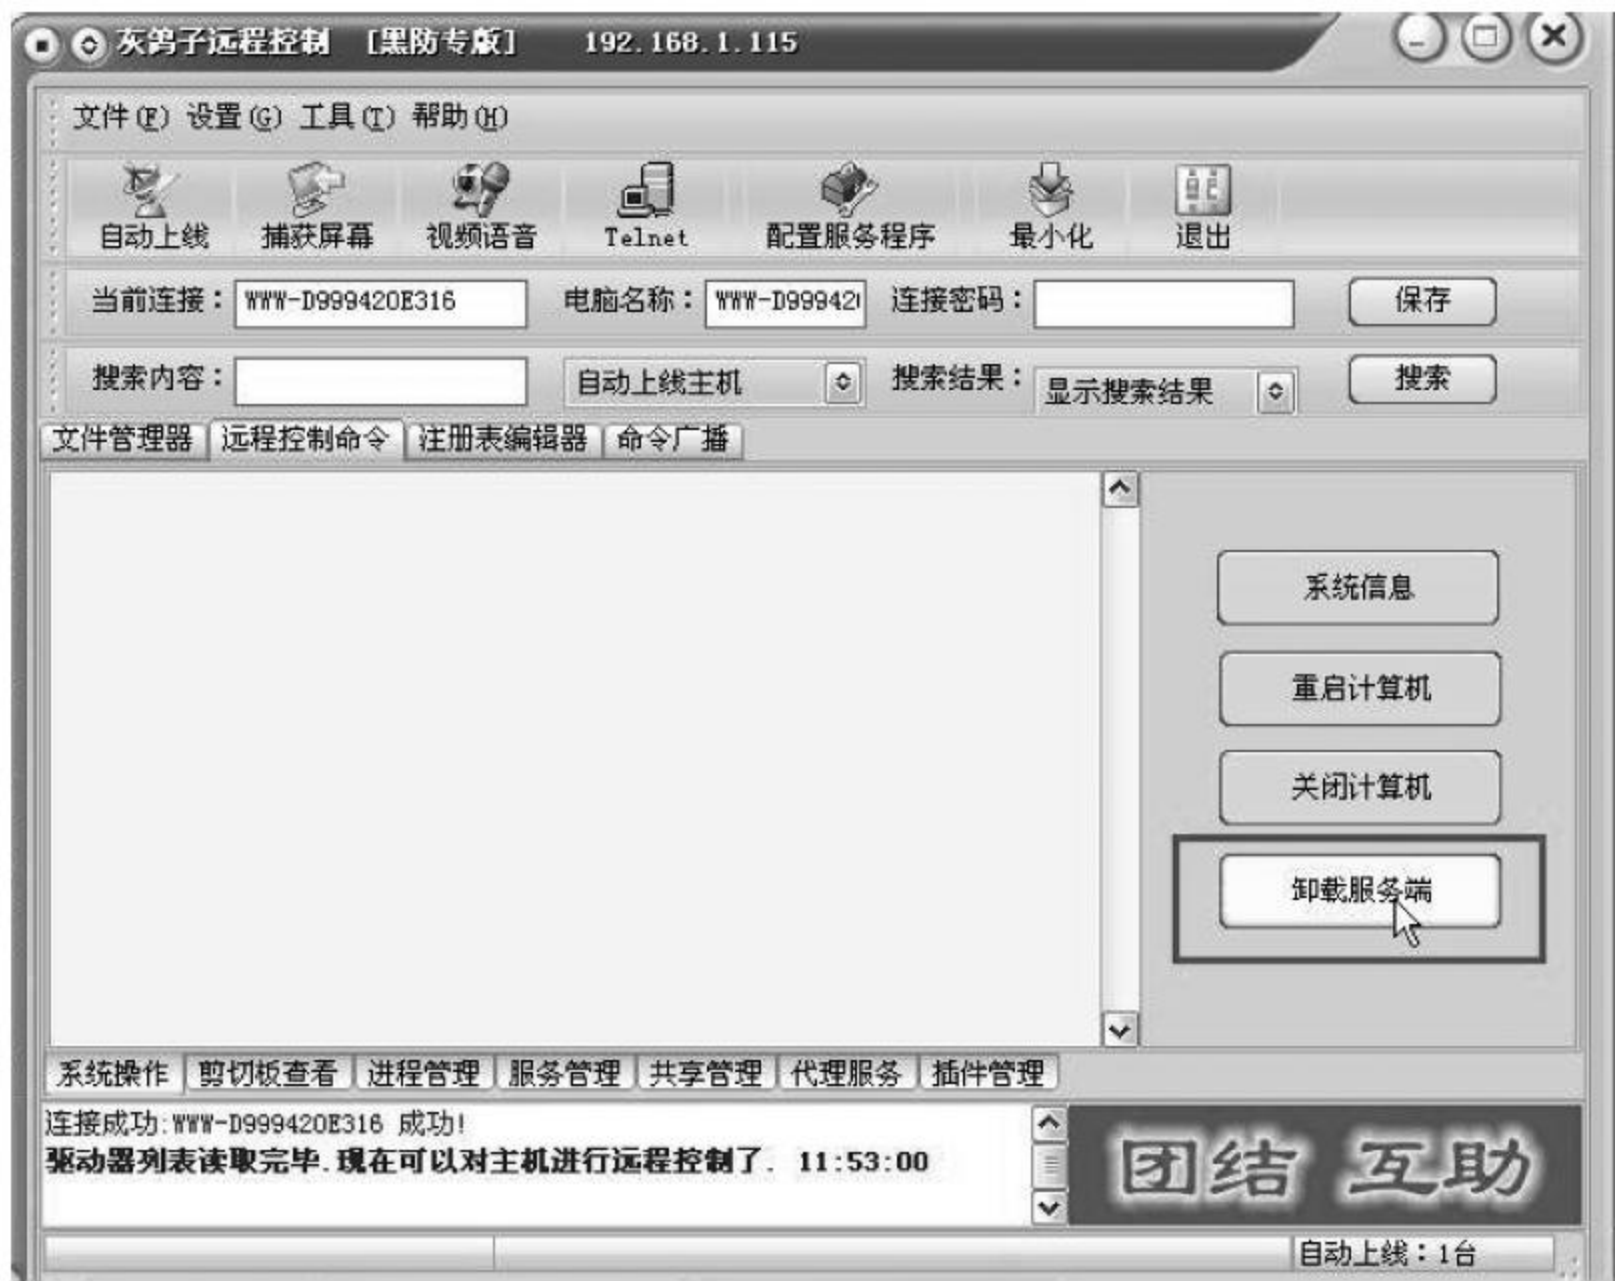 灰鸽子远程控制 [黑防专版] 192.168.1.115
文件(F) 设置(G) 工具(T) 帮助(H)
自动上线 捕获屏幕 视频语音 Telnet 配置服务程序 最小化 退出
当前连接： WWW-D999420E316 电脑名称： WWW-D99942 连接密码： 保存
搜索内容： 自动上线主机 搜索结果： 显示搜索结果 搜索
文件管理器 远程控制命令 注册表编辑器 命令广播
系统信息
重启计算机
关闭计算机
卸载服务端
系统操作 剪切板查看 进程管理 服务管理 共享管理 代理服务 插件管理
连接成功:WWW-D999420E316 成功!
驱动器列表读取完毕.现在可以对主机进行远程控制了. 11:53:00
团结 互助
自动上线：1台